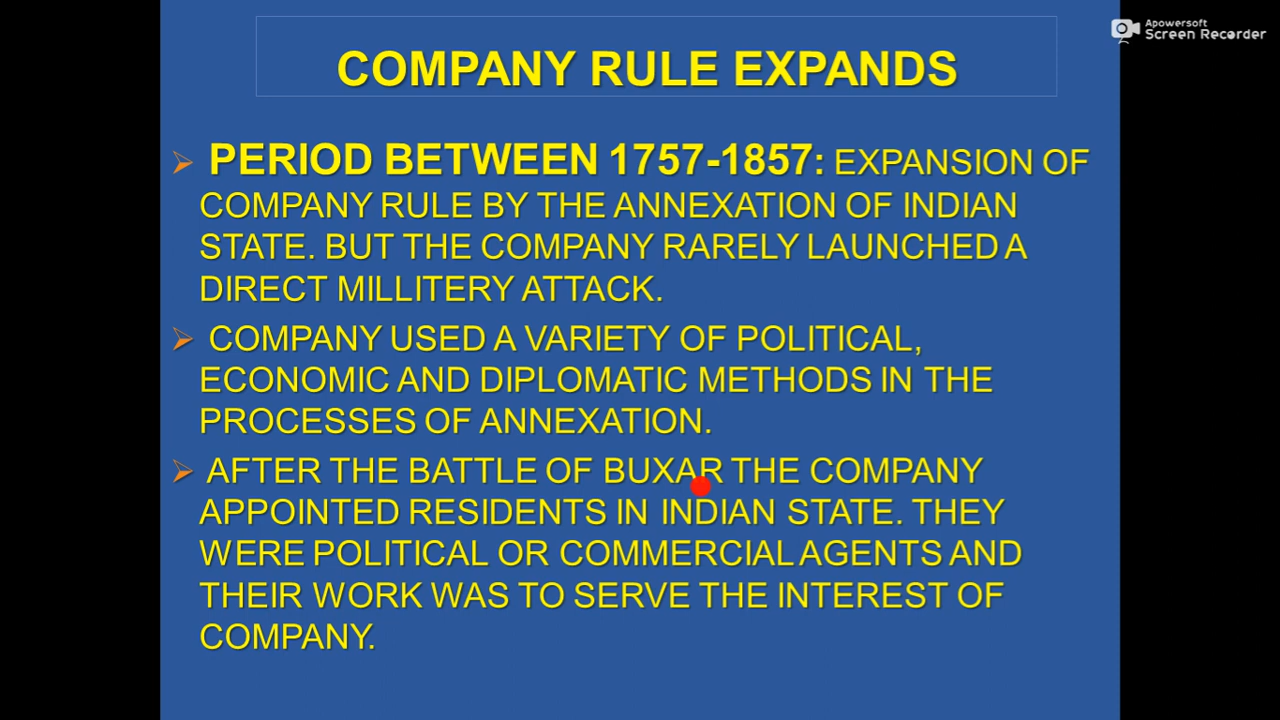 COMPANY RULE EXPANDS
Apowersoft
Screen Recorder
➢ PERIOD BETWEEN 1757-1857: EXPANSION OF
COMPANY RULE BY THE ANNEXATION OF INDIAN
STATE. BUT THE COMPANY RARELY LAUNCHED A
DIRECT MILLITERY ATTACK.
➢ COMPANY USED A VARIETY OF POLITICAL,
ECONOMIC AND DIPLOMATIC METHODS IN THE
PROCESSES OF ANNEXATION.
➢ AFTER THE BATTLE OF BUXAR THE COMPANY
APPOINTED RESIDENTS IN INDIAN STATE. THEY
WERE POLITICAL OR COMMERCIAL AGENTS AND
THEIR WORK WAS TO SERVE THE INTEREST OF
COMPANY.